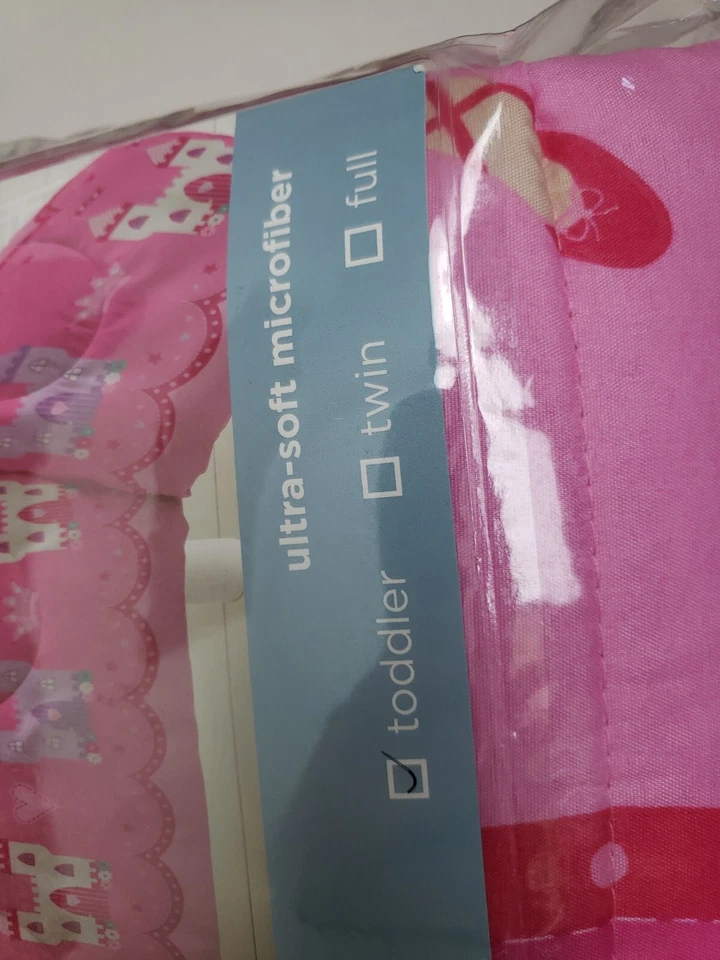 ultra-soft microfiber
toddler
twin
full